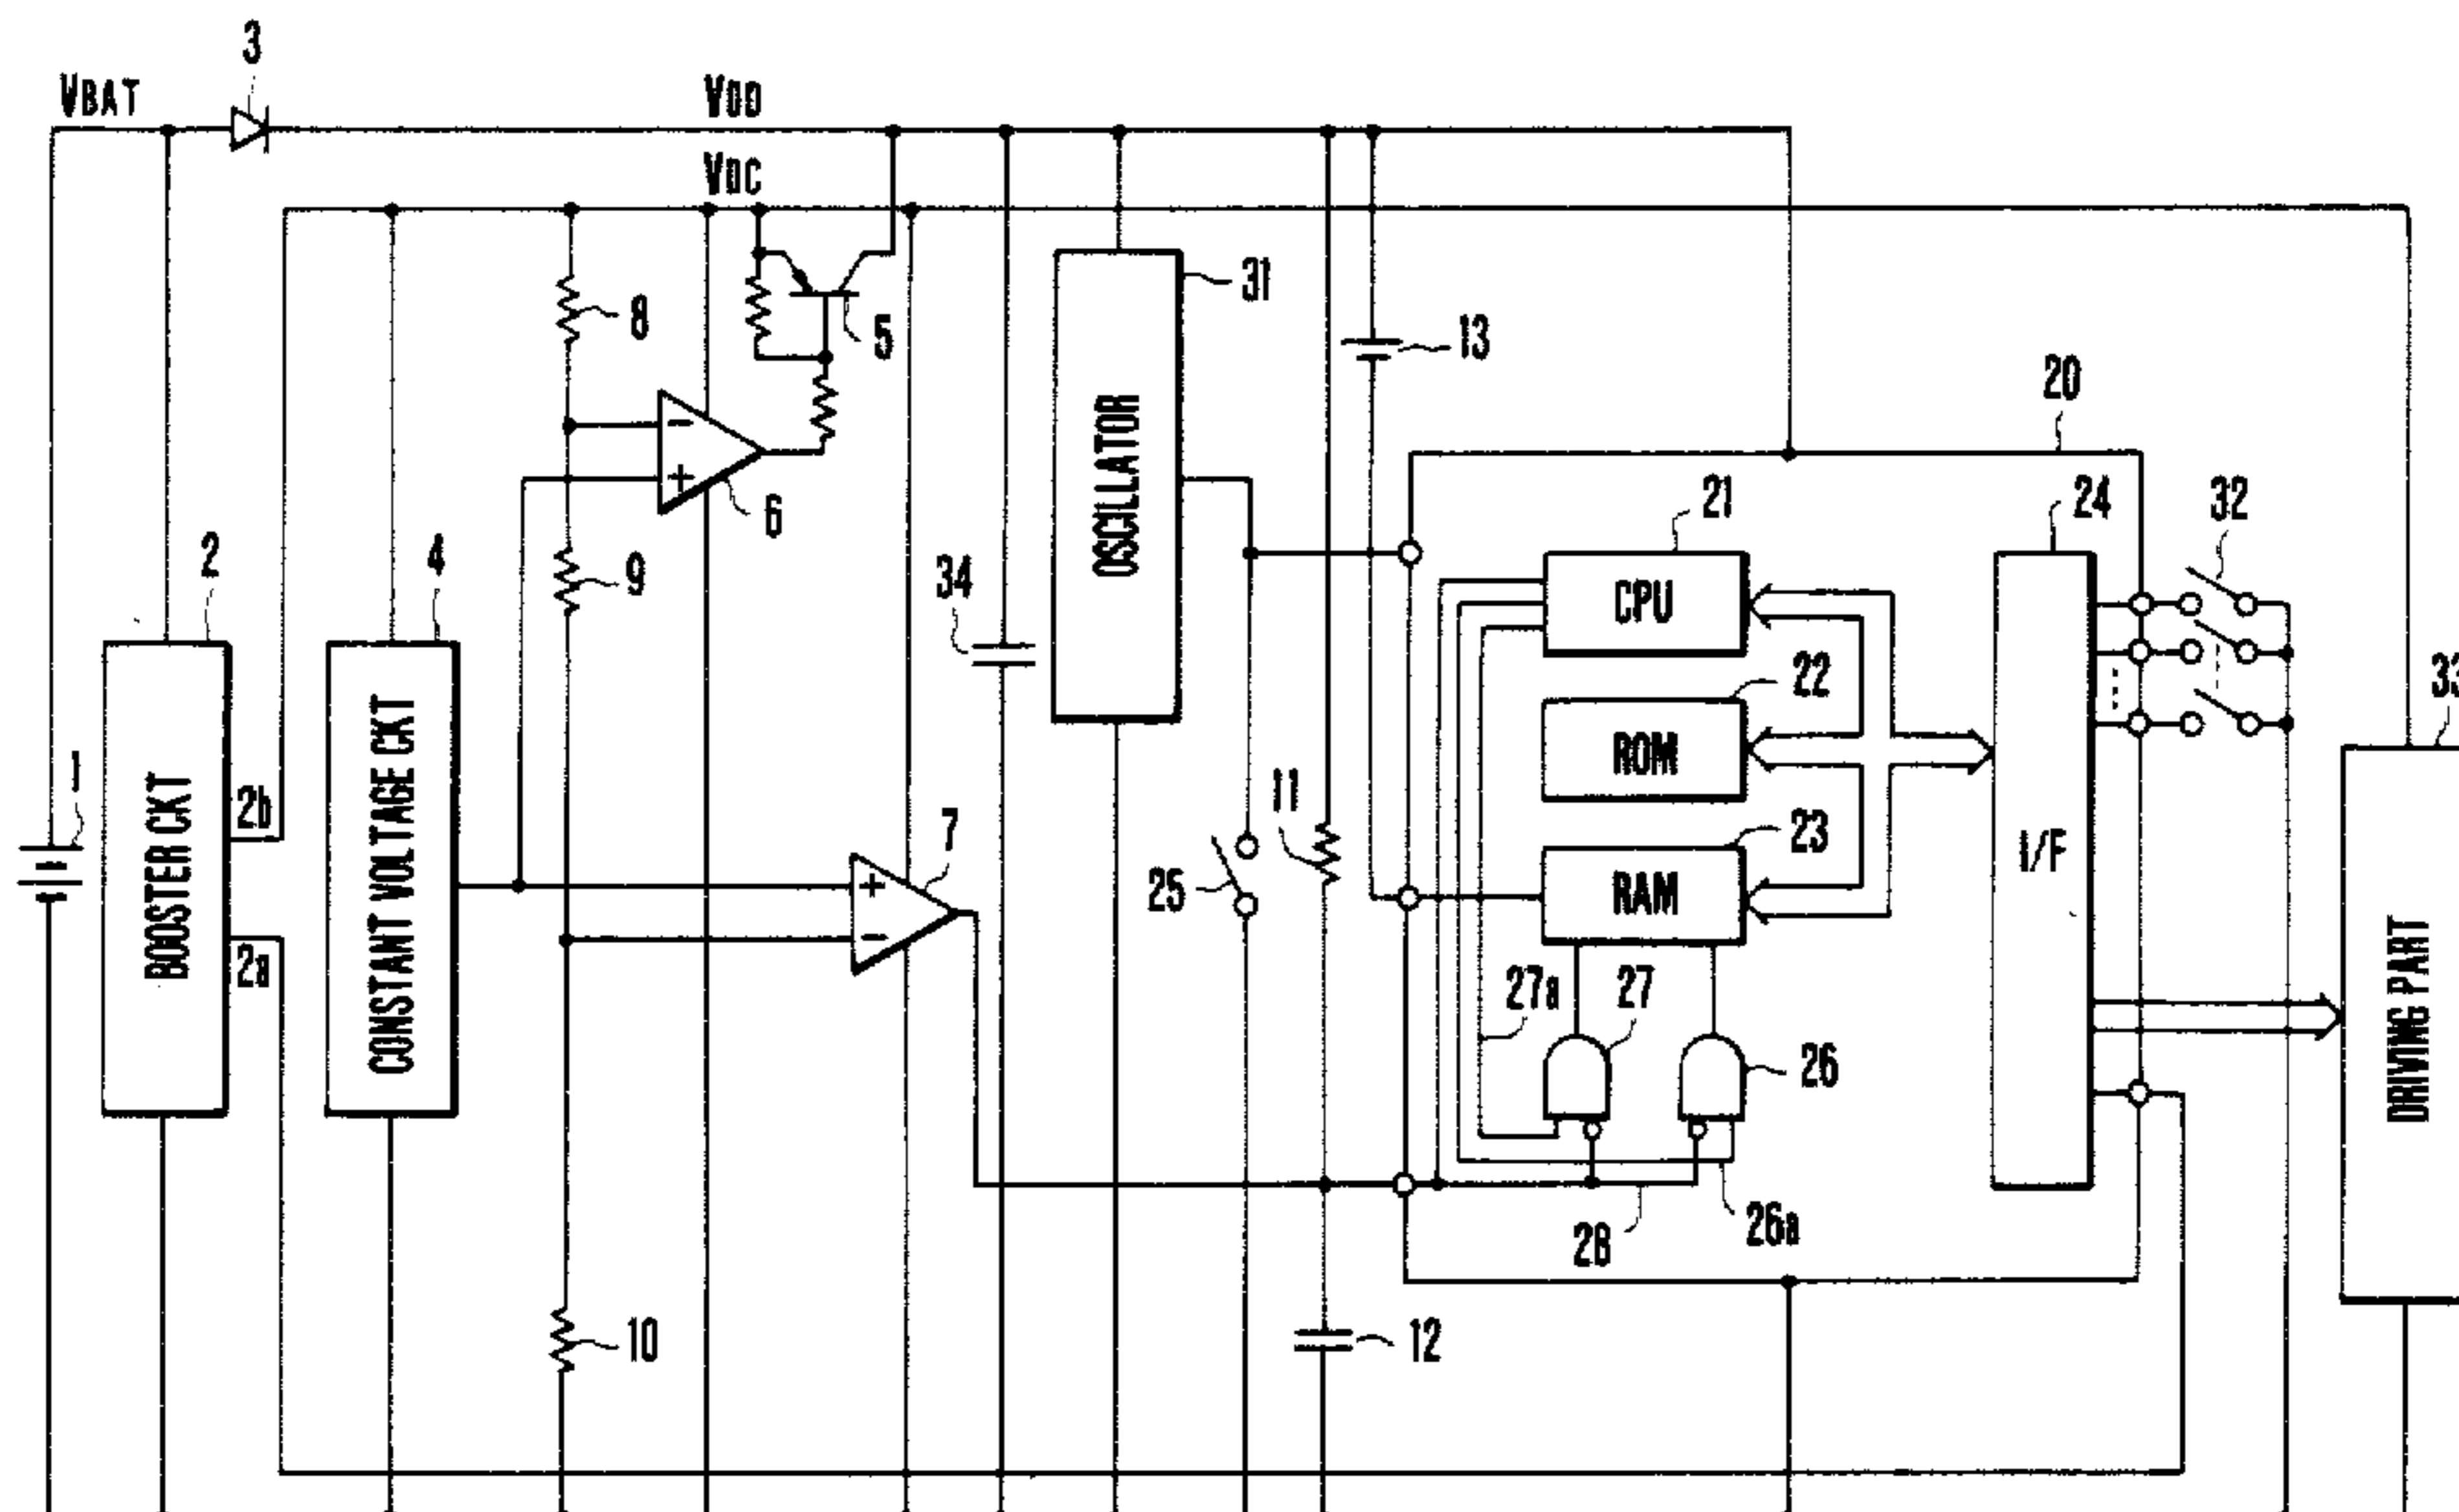 3
VBAT
VDD
VDC
31
8
5
13
20
6
21
24
32
2
4
9
34
OSCILLATOR
CPU
22
33
ROM
1
11
2b
7
23
BOOSTER CKT
CONSTANT VOLTAGE CKT
I/F
25
RAM
2a
27a
27
DRIVING PART
26
28
26a
10
12